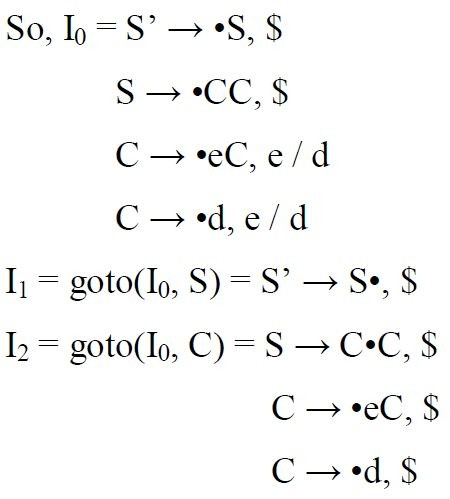 So, I₀ = S’ → •S, $
S → •CC, $
C → •eC, e / d
C → •d, e / d
I₁ = goto(I₀, S) = S’ → S•, $
I₂ = goto(I₀, C) = S → C•C, $
C → •eC, $
C → •d, $